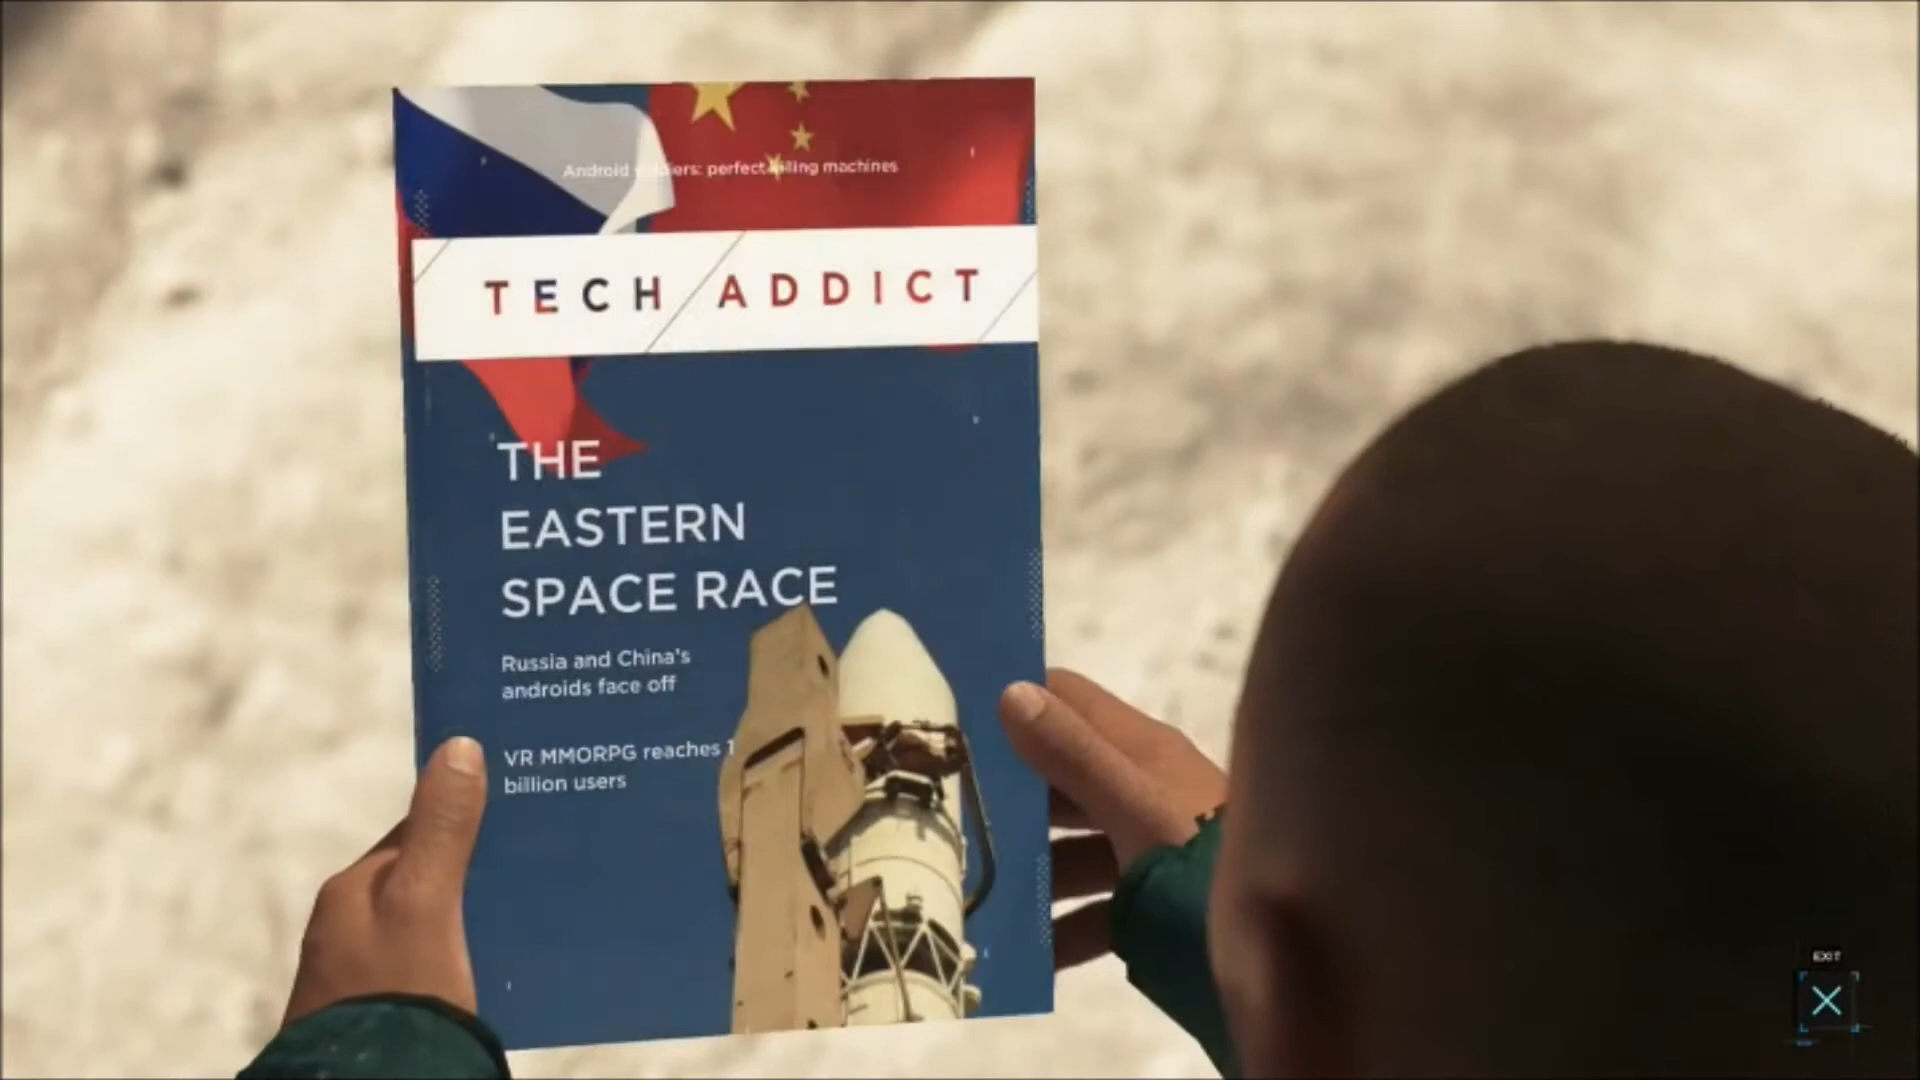 Android soldiers: perfect killing machines
TECH ADDICT
THE
EASTERN
SPACE RACE
Russia and China's
androids face off
VR MMORPG reaches 1
billion users
EXIT